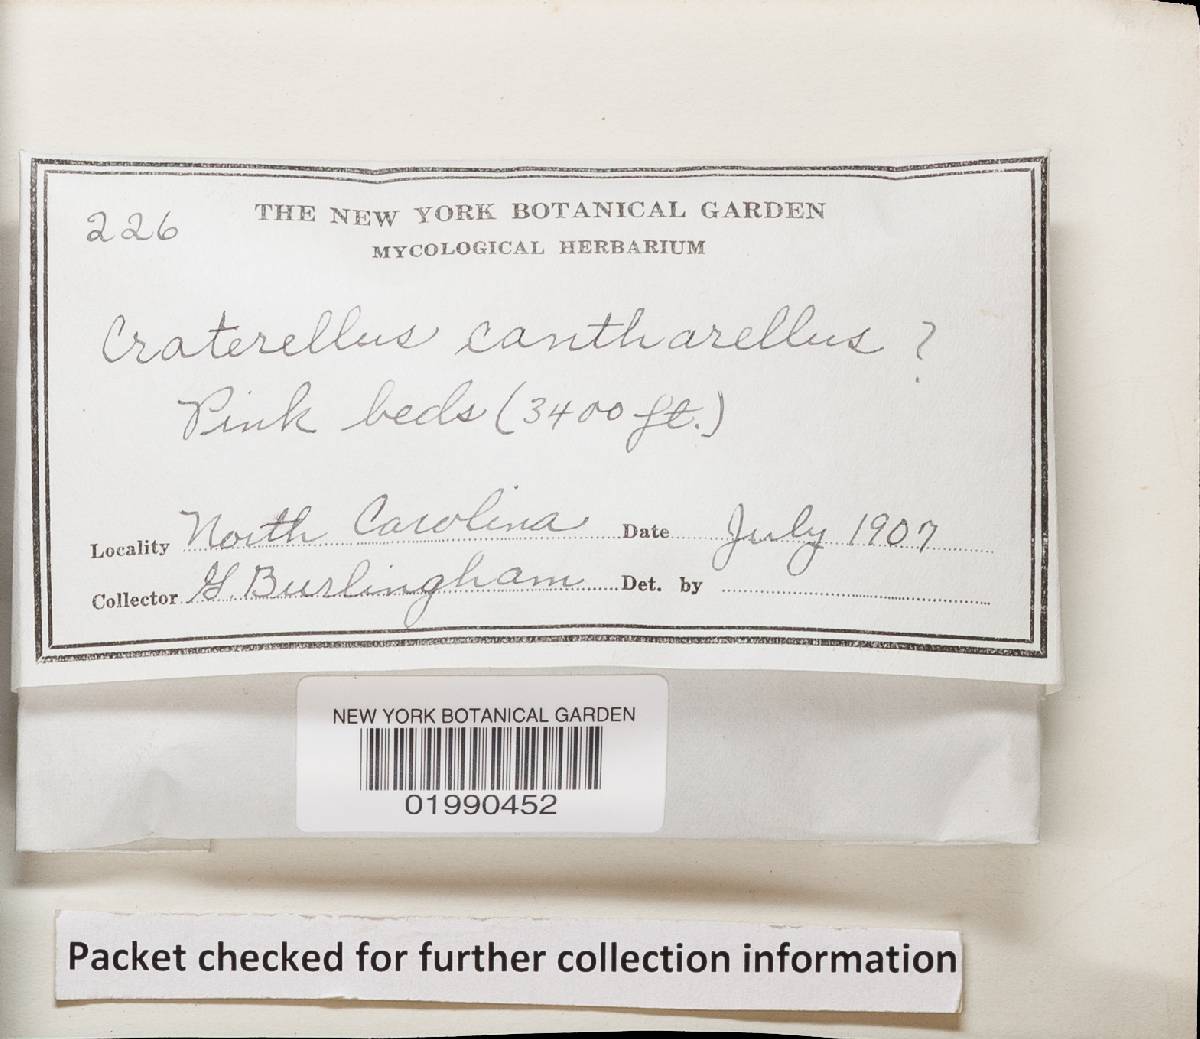 226
THE NEW YORK BOTANICAL GARDEN
MYCOLOGICAL HERBARIUM
Craterellus cantharellus ?
Pink beds (3400 ft.)
Locality North Carolina Date July 1907
Collector G. Burlingham Det. by
NEW YORK BOTANICAL GARDEN
01990452
Packet checked for further collection information